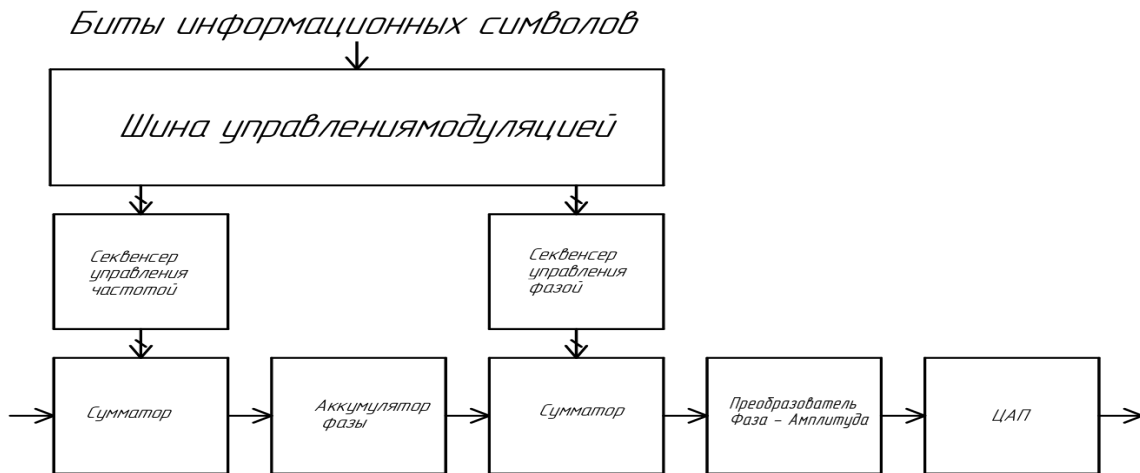 Биты информационных символов
Шина управлениямодуляцией
Секвенсер
управления
частотой
Секвенсер
управления
фазой
Сумматор
Аккумулятор
фазы
Сумматор
Преобразователь
Фаза - Амплитуда
ЦАП